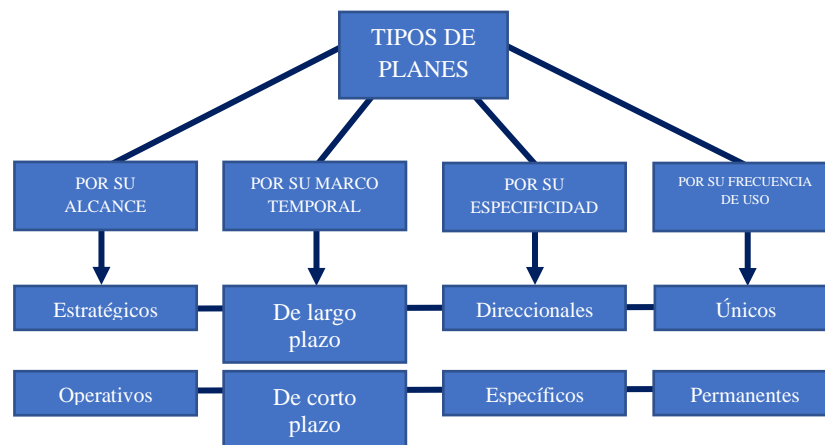 TIPOS DE
PLANES
POR SU
ALCANCE
POR SU MARCO
TEMPORAL
POR SU
ESPECIFICIDAD
POR SU FRECUENCIA
DE USO
Estratégicos
De largo
plazo
Direccionales
Únicos
Operativos
De corto
plazo
Específicos
Permanentes